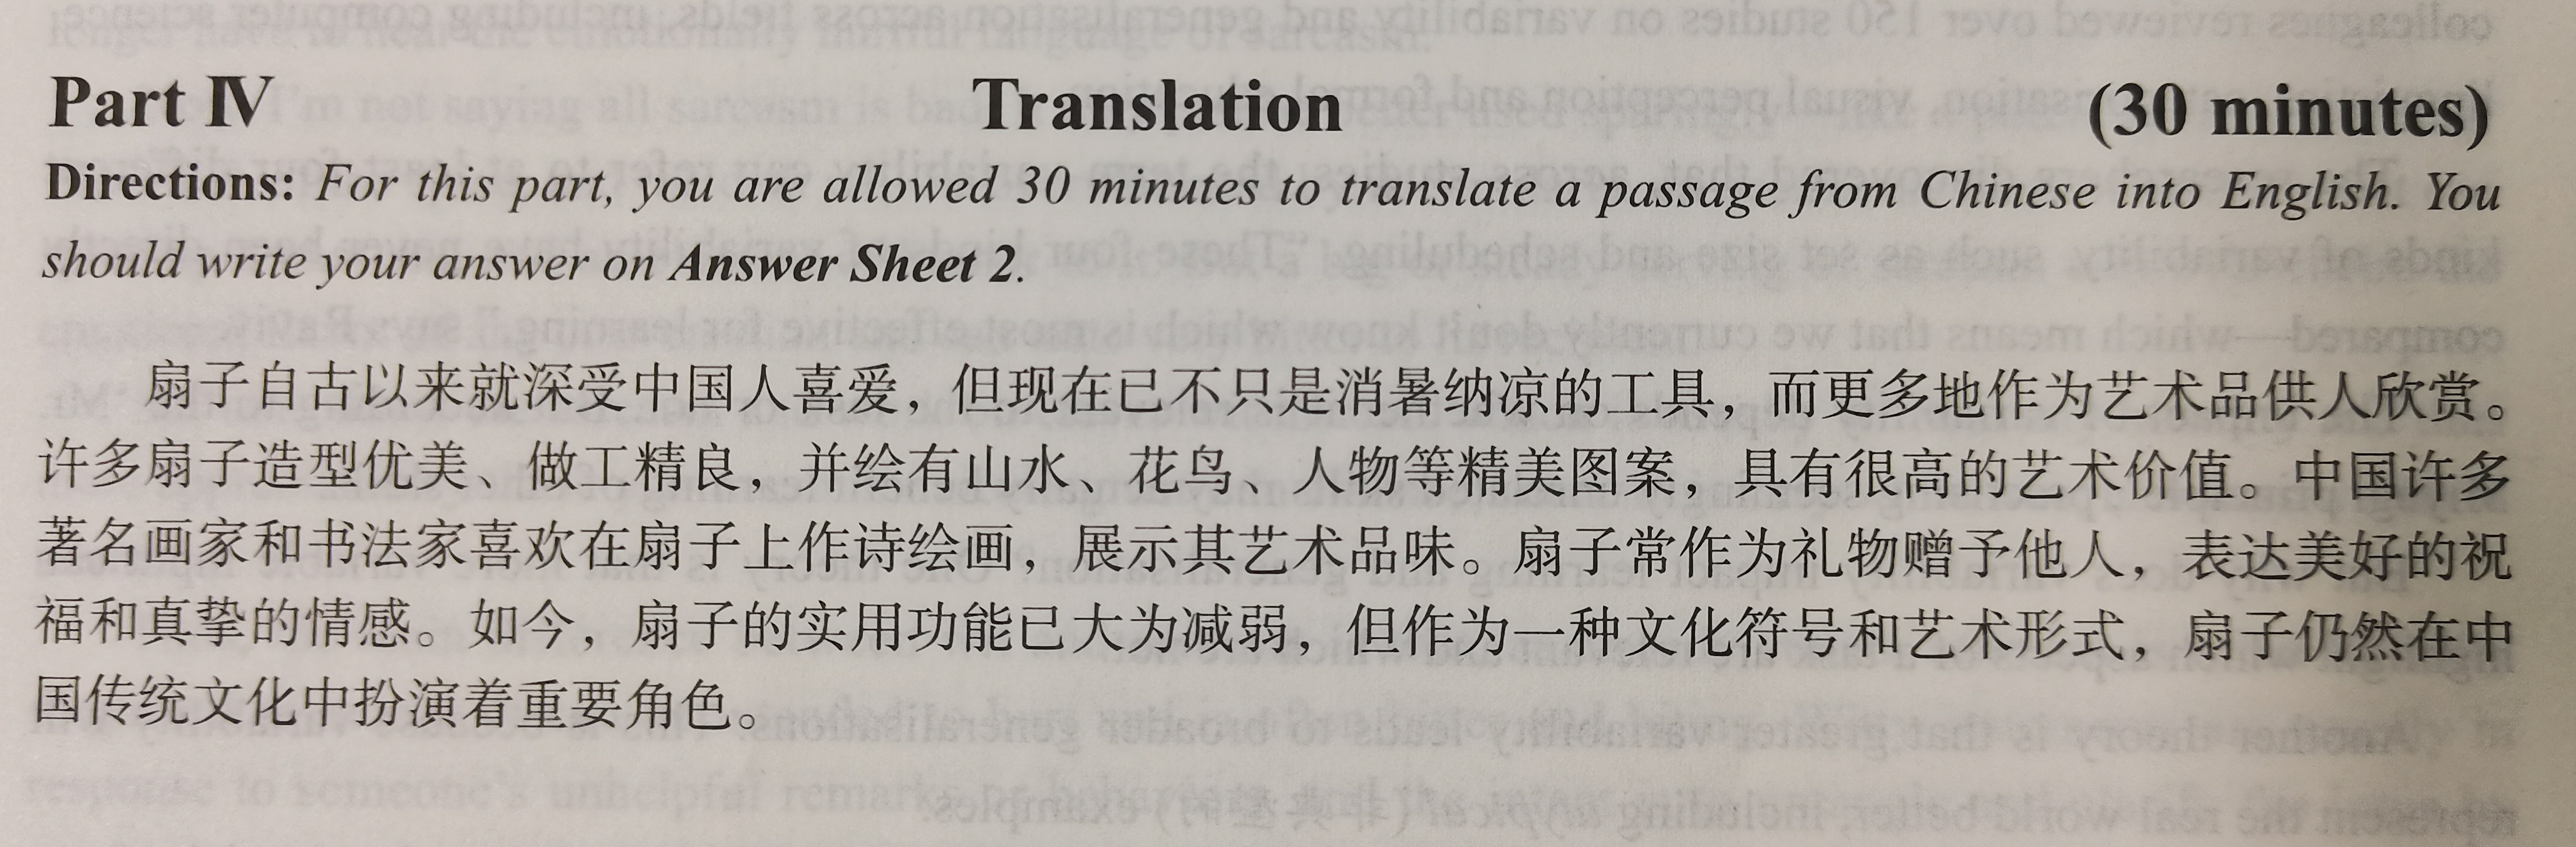 Part Ⅳ Translation (30 minutes)
Directions: For this part, you are allowed 30 minutes to translate a passage from Chinese into English. You
should write your answer on Answer Sheet 2.
扇子自古以来就深受中国人喜爱，但现在已不只是消暑纳凉的工具，而更多地作为艺术品供人欣赏。
许多扇子造型优美、做工精良，并绘有山水、花鸟、人物等精美图案，具有很高的艺术价值。中国许多
著名画家和书法家喜欢在扇子上作诗绘画，展示其艺术品味。扇子常作为礼物赠予他人，表达美好的祝
福和真挚的情感。如今，扇子的实用功能已大为减弱，但作为一种文化符号和艺术形式，扇子仍然在中
国传统文化中扮演着重要角色。